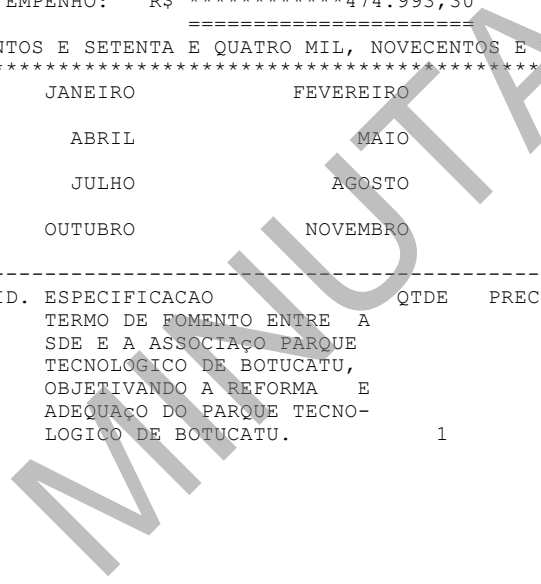 EMPENHO: R$ ************474.993,30
======================
NTOS E SETENTA E QUATRO MIL, NOVECENTOS E
*******************************************
JANEIRO FEVEREIRO
ABRIL MAIO
JULHO AGOSTO
OUTUBRO NOVEMBRO
-------------------------------------------
ID. ESPECIFICACAO QTDE PREC
TERMO DE FOMENTO ENTRE A
SDE E A ASSOCIAçO PARQUE
TECNOLOGICO DE BOTUCATU,
OBJETIVANDO A REFORMA E
ADEQUAçO DO PARQUE TECNO-
LOGICO DE BOTUCATU. 1
MINUTA